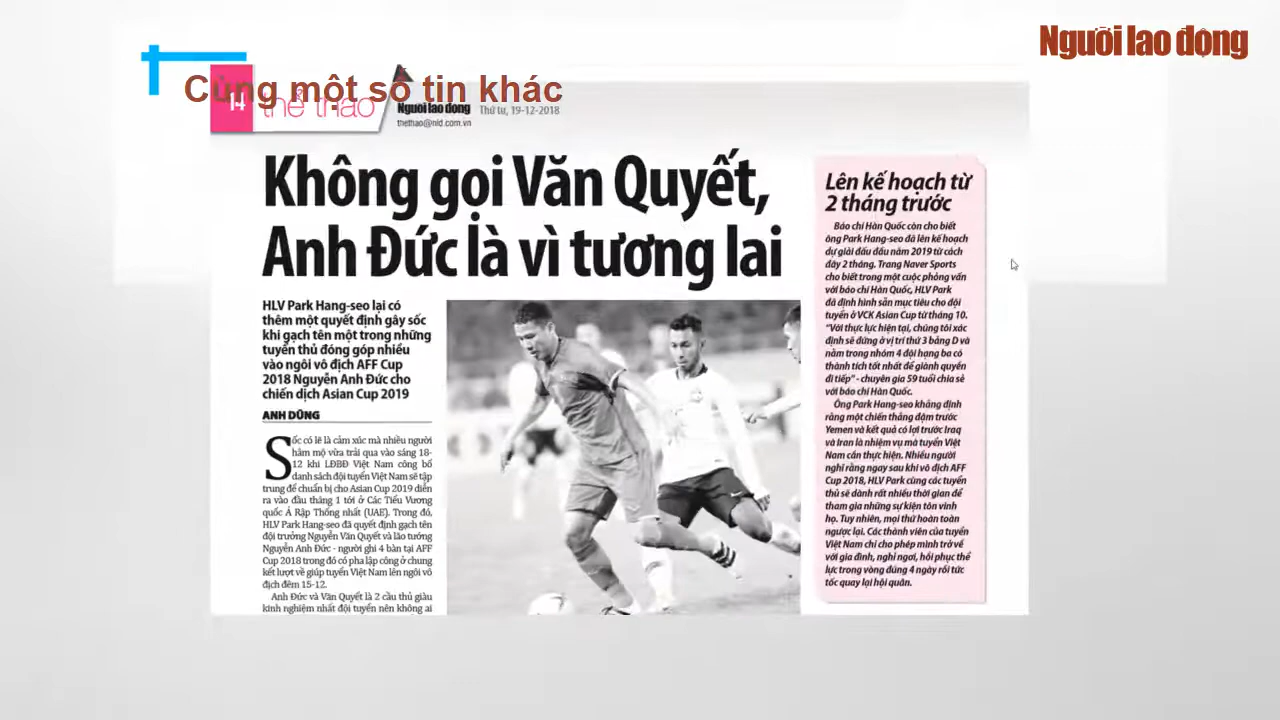 Người lao động
Cùng một số tin khác
14 thể thao
Người lao động Thứ tư, 19-12-2018
thethao@nld.com.vn
Không gọi Văn Quyết,
Anh Đức là vì tương lai
HLV Park Hang-seo lại có
thêm một quyết định gây sốc
khi gạch tên một trong những
tuyển thủ đóng góp nhiều
vào ngôi vô địch AFF Cup
2018 Nguyễn Anh Đức cho
chiến dịch Asian Cup 2019
ANH DŨNG
Sốc có lẽ là cảm xúc mà nhiều người
hâm mộ vừa trải qua vào sáng 18-
12 khi LĐBĐ Việt Nam công bố
danh sách đội tuyển Việt Nam sẽ tập
trung để chuẩn bị cho Asian Cup 2019 diễn
ra vào đầu tháng 1 tới ở Các Tiểu Vương
quốc Ả Rập Thống nhất (UAE). Trong đó,
HLV Park Hang-seo đã quyết định gạch tên
đội trưởng Nguyễn Văn Quyết và lão tướng
Nguyễn Anh Đức - người ghi 4 bàn tại AFF
Cup 2018 trong đó có pha lập công ở chung
kết lượt về giúp tuyển Việt Nam lên ngôi vô
địch đêm 15-12.
Anh Đức và Văn Quyết là 2 cầu thủ giàu
kinh nghiệm nhất đội tuyển nên không ai
Lên kế hoạch từ
2 tháng trước
Báo chí Hàn Quốc còn cho biết
ông Park Hang-seo đã lên kế hoạch
dự giải đấu đầu năm 2019 từ cách
đây 2 tháng. Trang Naver Sports
cho biết trong một cuộc phỏng vấn
với báo chí Hàn Quốc, HLV Park
đã định hình sẵn mục tiêu cho đội
tuyển ở VCK Asian Cup từ tháng 10.
"Với thực lực hiện tại, chúng tôi xác
định sẽ đứng ở vị trí thứ 3 bảng D và
nằm trong nhóm 4 đội hạng ba có
thành tích tốt nhất để giành quyền
đi tiếp" - chuyên gia 59 tuổi chia sẻ
với báo chí Hàn Quốc.
Ông Park Hang-seo khẳng định
rằng một chiến thắng đậm trước
Yemen và kết quả có lợi trước Iraq
và Iran là nhiệm vụ mà tuyển Việt
Nam cần thực hiện. Nhiều người
nghĩ rằng ngay sau khi vô địch AFF
Cup 2018, HLV Park cùng các tuyển
thủ sẽ dành rất nhiều thời gian để
tham gia những sự kiện tôn vinh
họ. Tuy nhiên, mọi thứ hoàn toàn
ngược lại. Các thành viên của tuyển
Việt Nam chỉ cho phép mình trở về
với gia đình, nghỉ ngơi, hồi phục thể
lực trong vòng đúng 4 ngày rồi tức
tốc quay lại hội quân.